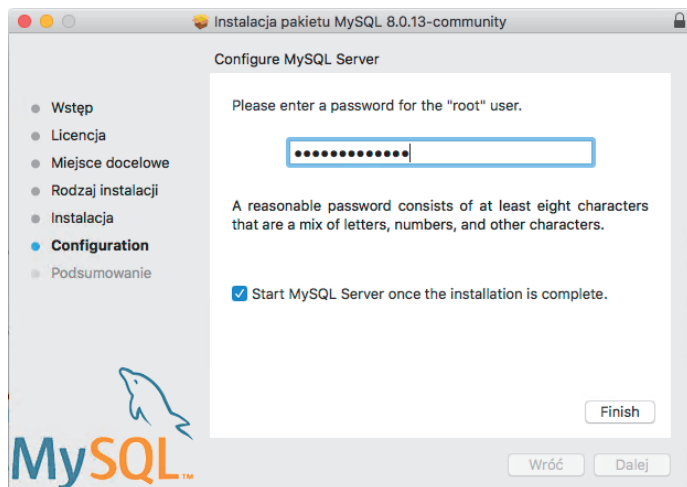 Instalacja pakietu MySQL 8.0.13-community
Configure MySQL Server
Wstęp
Licencja
Miejsce docelowe
Rodzaj instalacji
Instalacja
Configuration
Podsumowanie
Please enter a password for the "root" user.
•••••••••••••
A reasonable password consists of at least eight characters
that are a mix of letters, numbers, and other characters.
Start MySQL Server once the installation is complete.
Finish
MySQL™
Wróć
Dalej